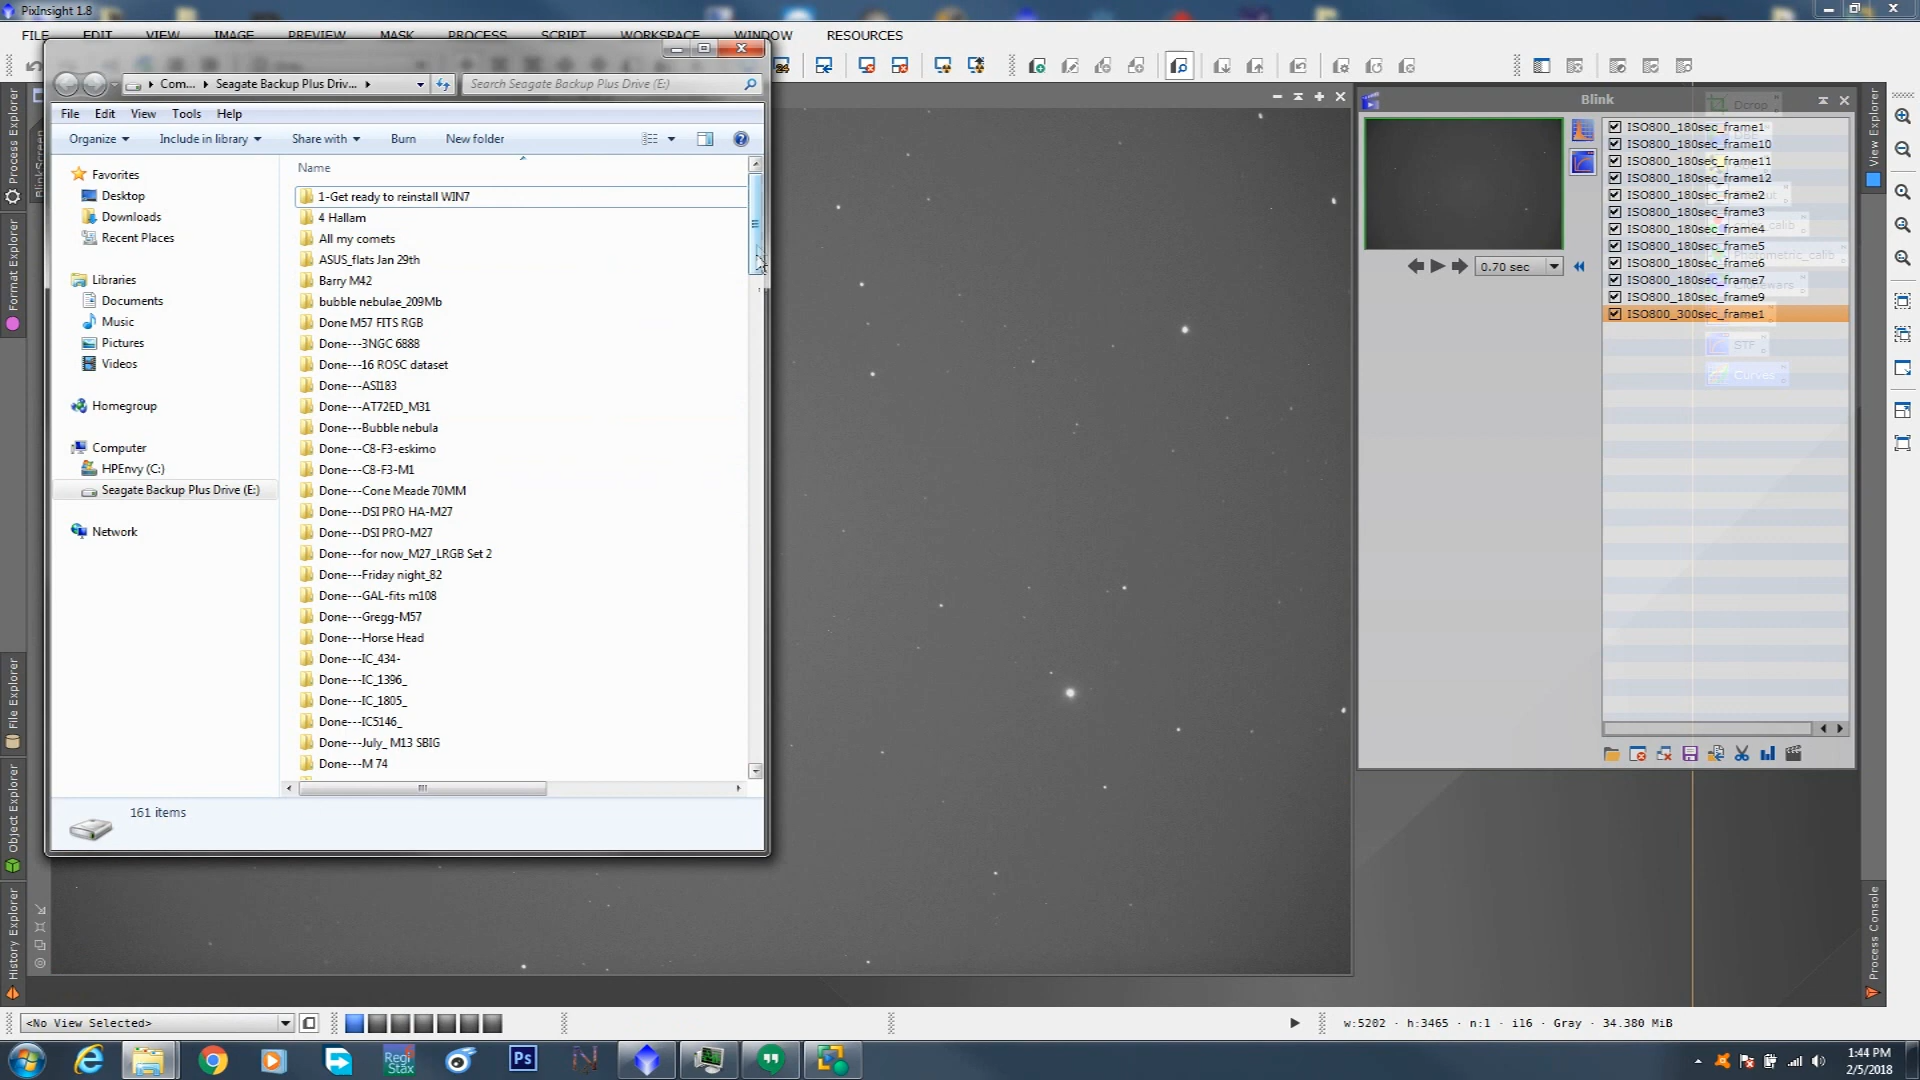 PixInsight 1.8
FILE EDIT VIEW IMAGE PREVIEW MASK PROCESS SCRIPT WORKSPACE WINDOW RESOURCES
Com... Seagate Backup Plus Driv...
Search Seagate Backup Plus Drive (E:)
File Edit View Tools Help
Organize Include in library Share with Burn New folder
Name
Favorites
Desktop
Downloads
Recent Places
Libraries
Documents
Music
Pictures
Videos
Homegroup
Computer
HPEnvy (C:)
Seagate Backup Plus Drive (E:)
Network
1-Get ready to reinstall WIN7
4 Hallam
All my comets
ASUS_flats Jan 29th
Barry M42
bubble nebulae_209Mb
Done M57 FITS RGB
Done---3NGC 6888
Done---16 ROSC dataset
Done---ASI183
Done---AT72ED_M31
Done---Bubble nebula
Done---C8-F3-eskimo
Done---C8-F3-M1
Done---Cone Meade 70MM
Done---DSI PRO HA-M27
Done---DSI PRO-M27
Done---for now_M27_LRGB Set 2
Done---Friday night_82
Done---GAL-fits m108
Done---Gregg-M57
Done---Horse Head
Done---IC_434-
Done---IC_1396_
Done---IC_1805_
Done---IC5146_
Done---July_ M13 SBIG
Done---M 74
161 items
Process Explorer
Format Explorer
File Explorer
Object Explorer
History Explorer
BlinkScreen
Blink
0.70 sec
ISO800_180sec_frame1
ISO800_180sec_frame10
ISO800_180sec_frame11
ISO800_180sec_frame12
ISO800_180sec_frame2
ISO800_180sec_frame3
ISO800_180sec_frame4
ISO800_180sec_frame5
ISO800_180sec_frame6
ISO800_180sec_frame7
ISO800_180sec_frame9
ISO800_300sec_frame1
Dcrop
STF
Curves
View Explorer
Process Console
<No View Selected>
w:5202 · h:3465 · n:1 · i16 · Gray · 34.380 MiB
Regi
Stax
Ps
1:44 PM
2/5/2018